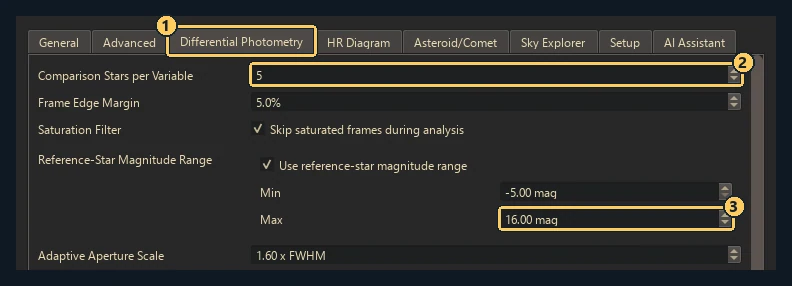 1
General Advanced Differential Photometry HR Diagram Asteroid/Comet Sky Explorer Setup AI Assistant
2
Comparison Stars per Variable 5
Frame Edge Margin 5.0%
Saturation Filter ✓ Skip saturated frames during analysis
Reference-Star Magnitude Range ✓ Use reference-star magnitude range
Min -5.00 mag
3
Max 16.00 mag
Adaptive Aperture Scale 1.60 x FWHM